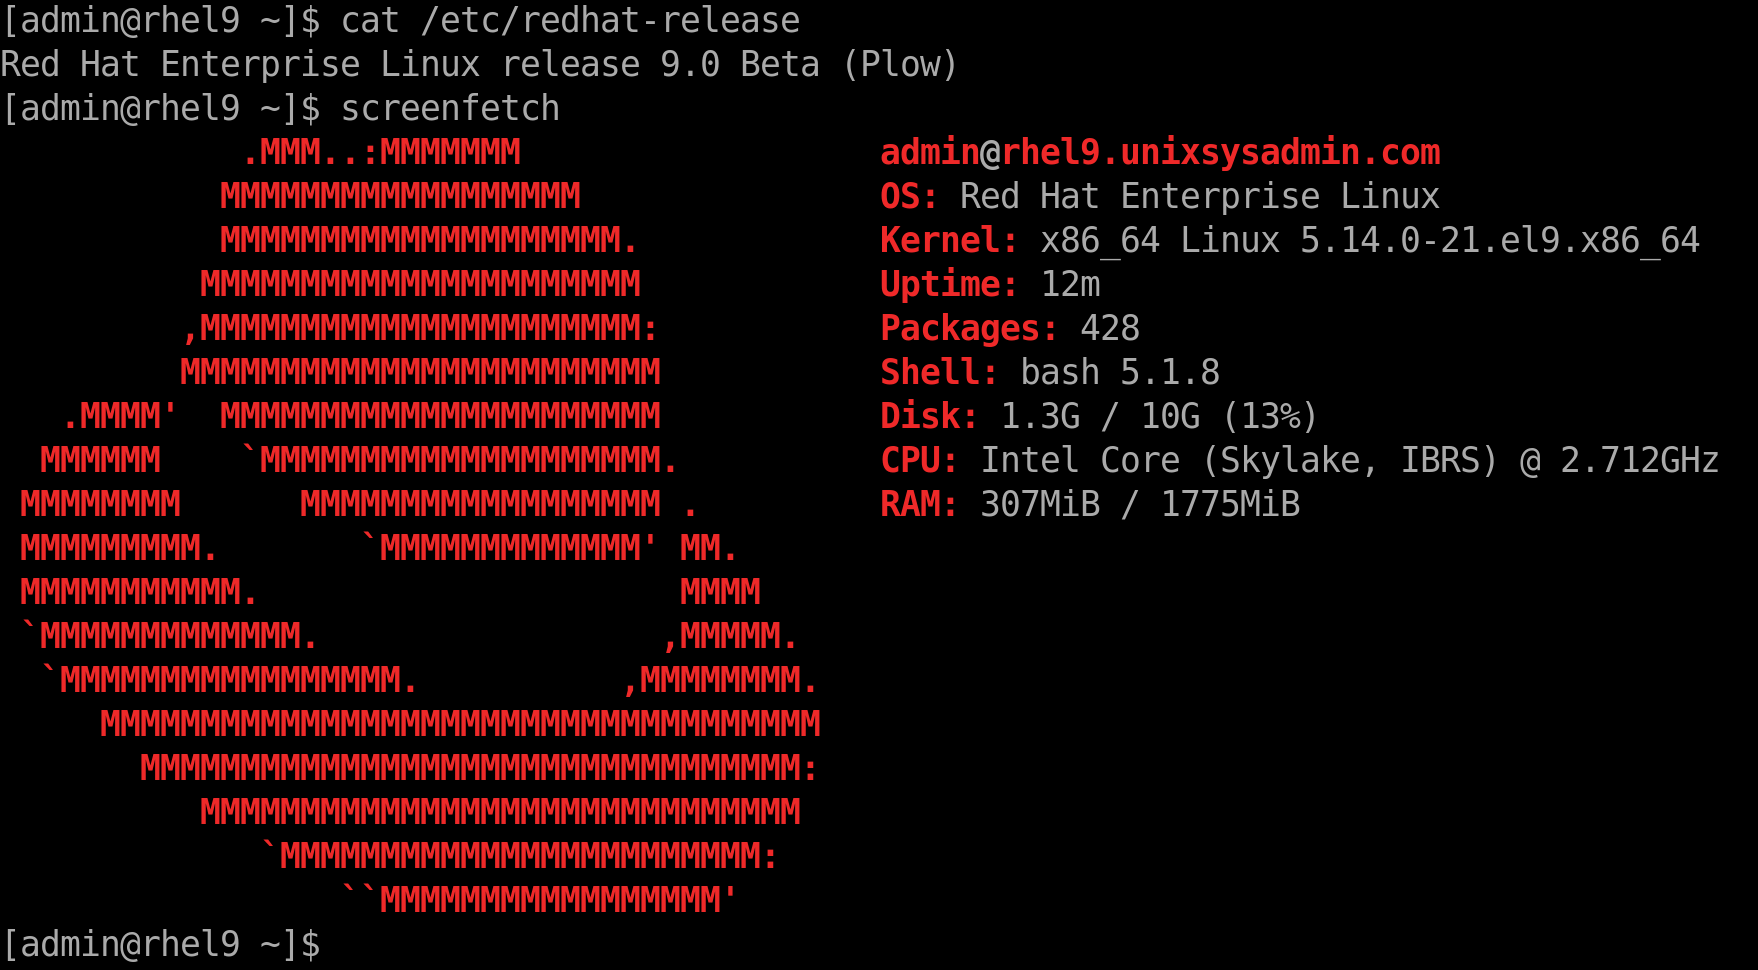 [admin@rhel9 ~]$ cat /etc/redhat-release
Red Hat Enterprise Linux release 9.0 Beta (Plow)
[admin@rhel9 ~]$ screenfetch
            .MMM..:MMMMMMM                  admin@rhel9.unixsysadmin.com
           MMMMMMMMMMMMMMMMMM               OS: Red Hat Enterprise Linux
           MMMMMMMMMMMMMMMMMMMM.            Kernel: x86_64 Linux 5.14.0-21.el9.x86_64
          MMMMMMMMMMMMMMMMMMMMMM            Uptime: 12m
         ,MMMMMMMMMMMMMMMMMMMMMM:           Packages: 428
         MMMMMMMMMMMMMMMMMMMMMMMM           Shell: bash 5.1.8
   .MMMM'  MMMMMMMMMMMMMMMMMMMMMM           Disk: 1.3G / 10G (13%)
  MMMMMM    `MMMMMMMMMMMMMMMMMMMM.          CPU: Intel Core (Skylake, IBRS) @ 2.712GHz
 MMMMMMMM      MMMMMMMMMMMMMMMMMM .         RAM: 307MiB / 1775MiB
 MMMMMMMMM.       `MMMMMMMMMMMMM' MM.
 MMMMMMMMMMM.                     MMMM
 `MMMMMMMMMMMMM.                 ,MMMMM.
  `MMMMMMMMMMMMMMMMM.          ,MMMMMMMM.
     MMMMMMMMMMMMMMMMMMMMMMMMMMMMMMMMMMMM
       MMMMMMMMMMMMMMMMMMMMMMMMMMMMMMMMM:
          MMMMMMMMMMMMMMMMMMMMMMMMMMMMMM
             `MMMMMMMMMMMMMMMMMMMMMMMM:
                 ``MMMMMMMMMMMMMMMMM'
[admin@rhel9 ~]$